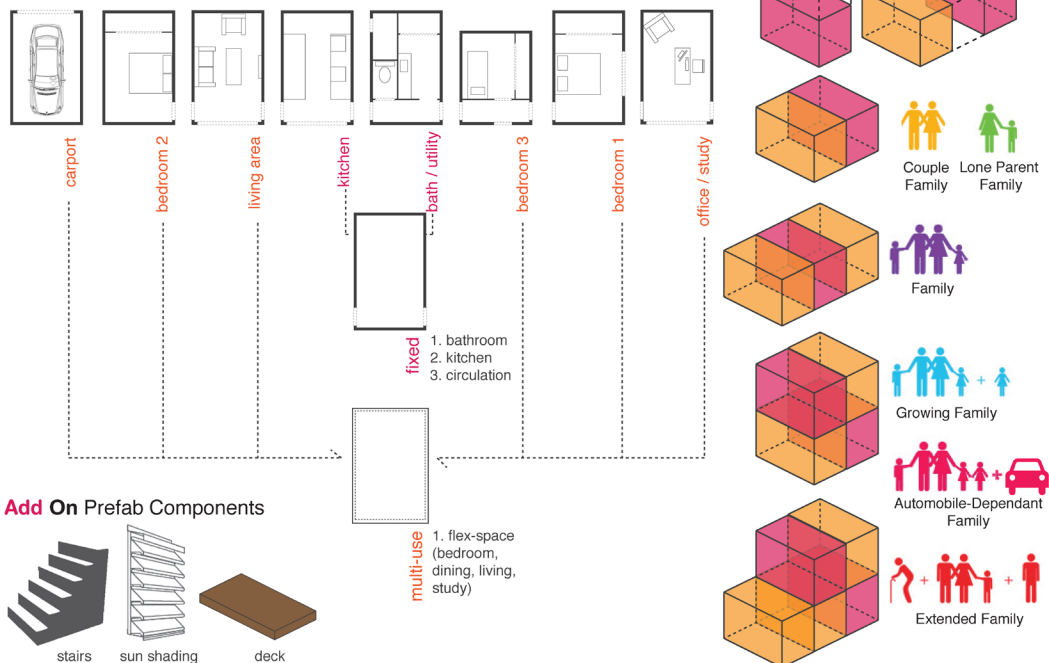 carport
bedroom 2
living area
kitchen
bath / utility
bedroom 3
bedroom 1
office / study
fixed
1. bathroom
2. kitchen
3. circulation
multi-use
1. flex-space
(bedroom,
dining, living,
study)
Add On Prefab Components
stairs
sun shading
deck
Couple
Family
Lone Parent
Family
Family
+
Growing Family
+
Automobile-Dependant
Family
+ +
Extended Family